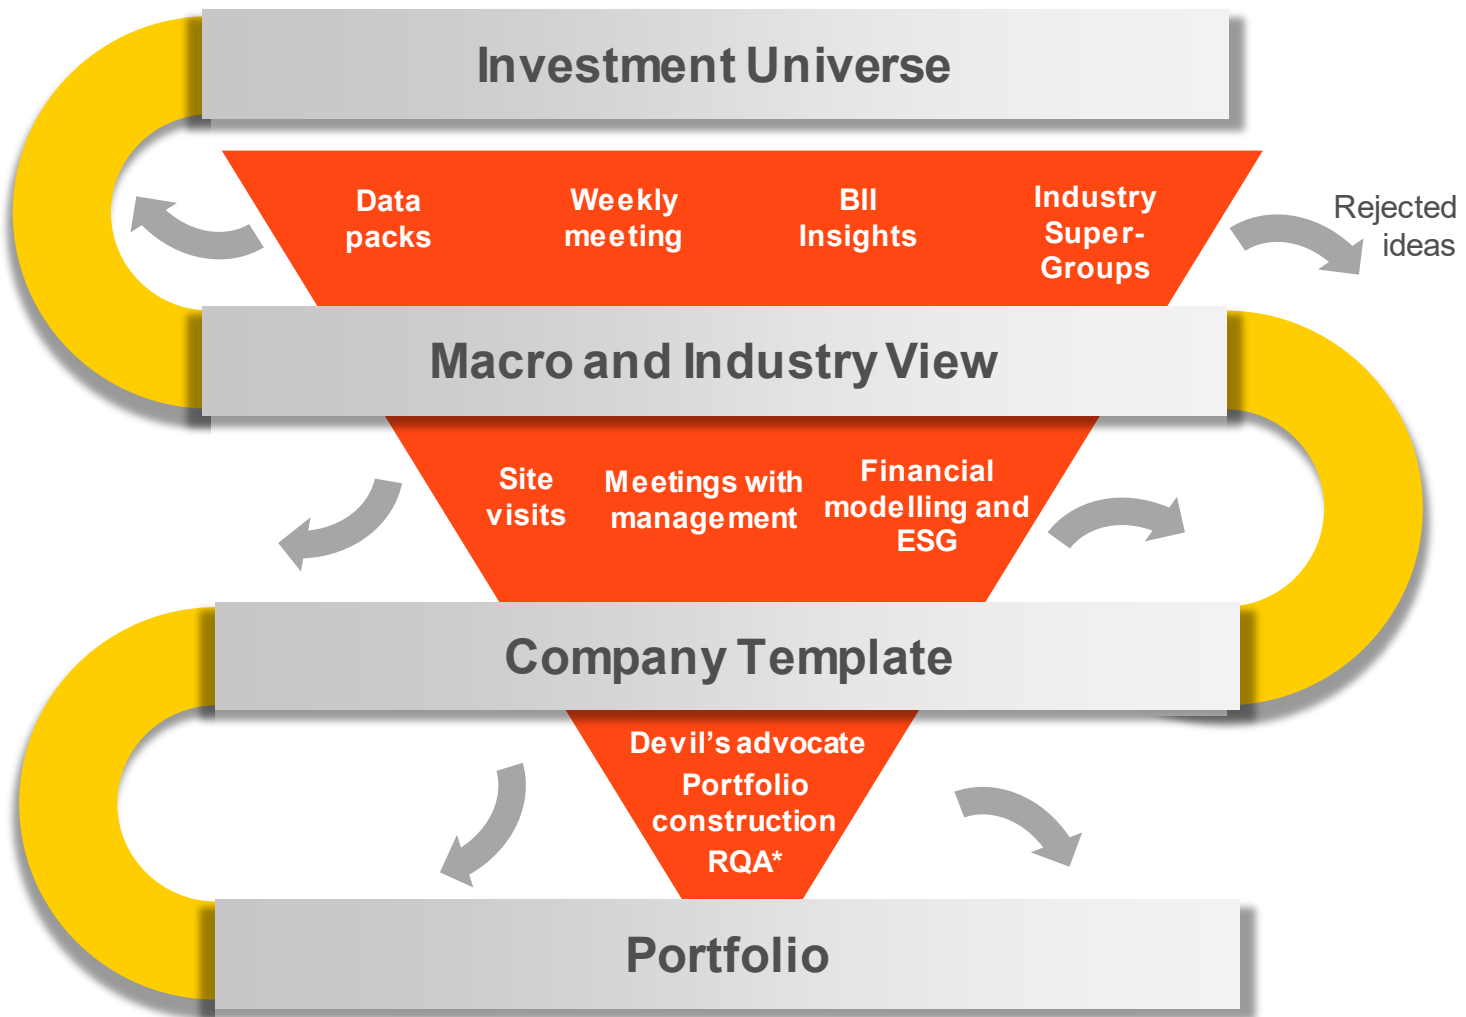 Investment Universe
Data
packs
Weekly
meeting
BII
Insights
Industry
Super-
Groups
Rejected
ideas
Macro and Industry View
Site
visits
Meetings with
management
Financial
modelling and
ESG
Company Template
Devil’s advocate
Portfolio
construction
RQA*
Portfolio